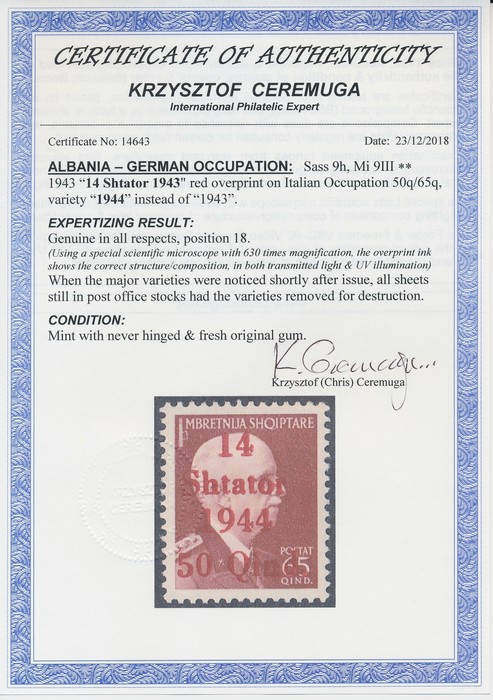 CERTIFICATE OF AUTHENTICITY
KRZYSZTOF CEREMUGA
International Philatelic Expert
Certificate No: 14643
Date: 23/12/2018
ALBANIA – GERMAN OCCUPATION: Sass 9h, Mi 9III **
1943 “14 Shtator 1943" red overprint on Italian Occupation 50q/65q,
variety “1944” instead of “1943”.
EXPERTIZING RESULT:
Genuine in all respects, position 18.
(Using a special scientific microscope with 630 times magnification, the overprint ink
shows the correct structure/composition, in both transmitted light & UV illumination)
When the major varieties were noticed shortly after issue, all sheets
still in post office stocks had the varieties removed for destruction.
CONDITION:
Mint with never hinged & fresh original gum.
K. Ceremuga
Krzysztof (Chris) Ceremuga
MBRETNIJA SHQIPTARE
14
Shtator
1944
50 Qind.
POSTAT
65
QIND.